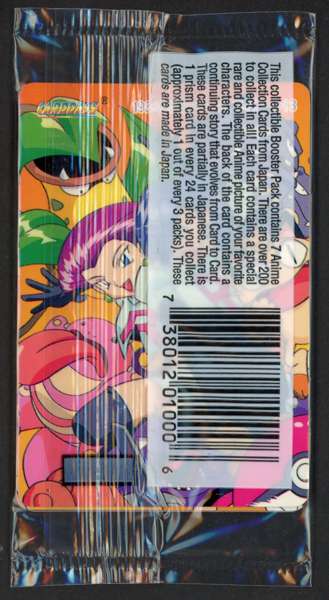 CARDDASS®
This collectible Booster Pack contains 7 Anime
Collection Cards from Japan. There are over 200
to collect in all! Each card contains a special
rare and collectible Anime picture of your favorite
characters. The back of the card contains a
continuing story that evolves from Card to Card.
These cards are partially in Japanese. There is
1 prism card in every 24 cards you collect
(approximately 1 out of every 3 packs). These
cards are made in Japan.
7 38012 01000 6